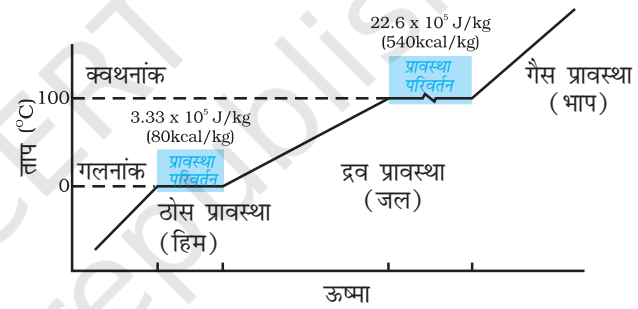 22.6 x 10⁵ J/kg
(540kcal/kg)
क्वथनांक
प्रावस्था
परिवर्तन
गैस प्रावस्था
(भाप)
100
3.33 x 10⁵ J/kg
(80kcal/kg)
ताप (°C)
गलनांक
प्रावस्था
परिवर्तन
0
द्रव प्रावस्था
(जल)
ठोस प्रावस्था
(हिम)
ऊष्मा